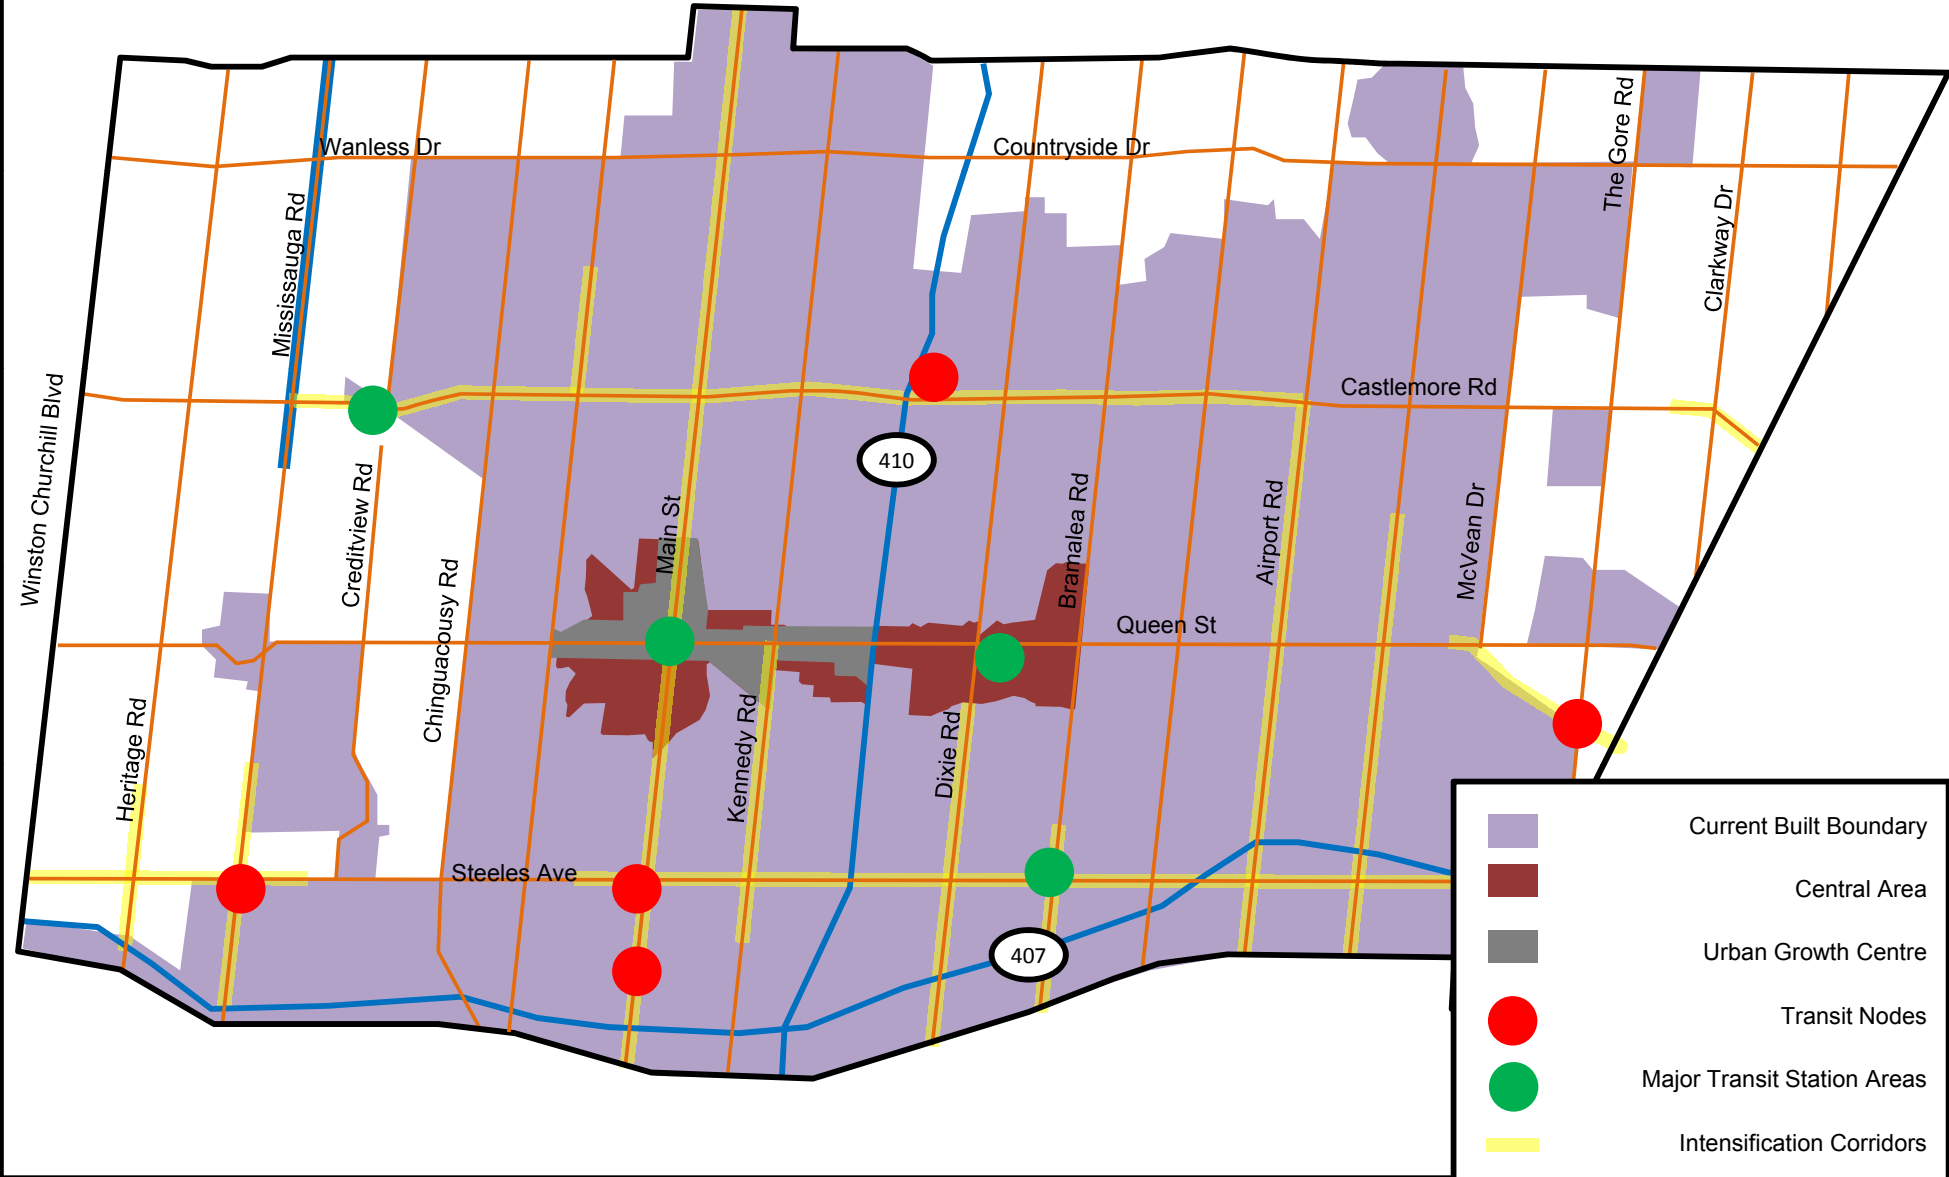 Wanless Dr
Countryside Dr
The Gore Rd
Mississauga Rd
Clarkway Dr
Castlemore Rd
Winston Churchill Blvd
410
Creditview Rd
Main St
Bramalea Rd
Airport Rd
McVean Dr
Chinguacousy Rd
Queen St
Heritage Rd
Kennedy Rd
Dixie Rd
Steeles Ave
407
Current Built Boundary
Central Area
Urban Growth Centre
Transit Nodes
Major Transit Station Areas
Intensification Corridors